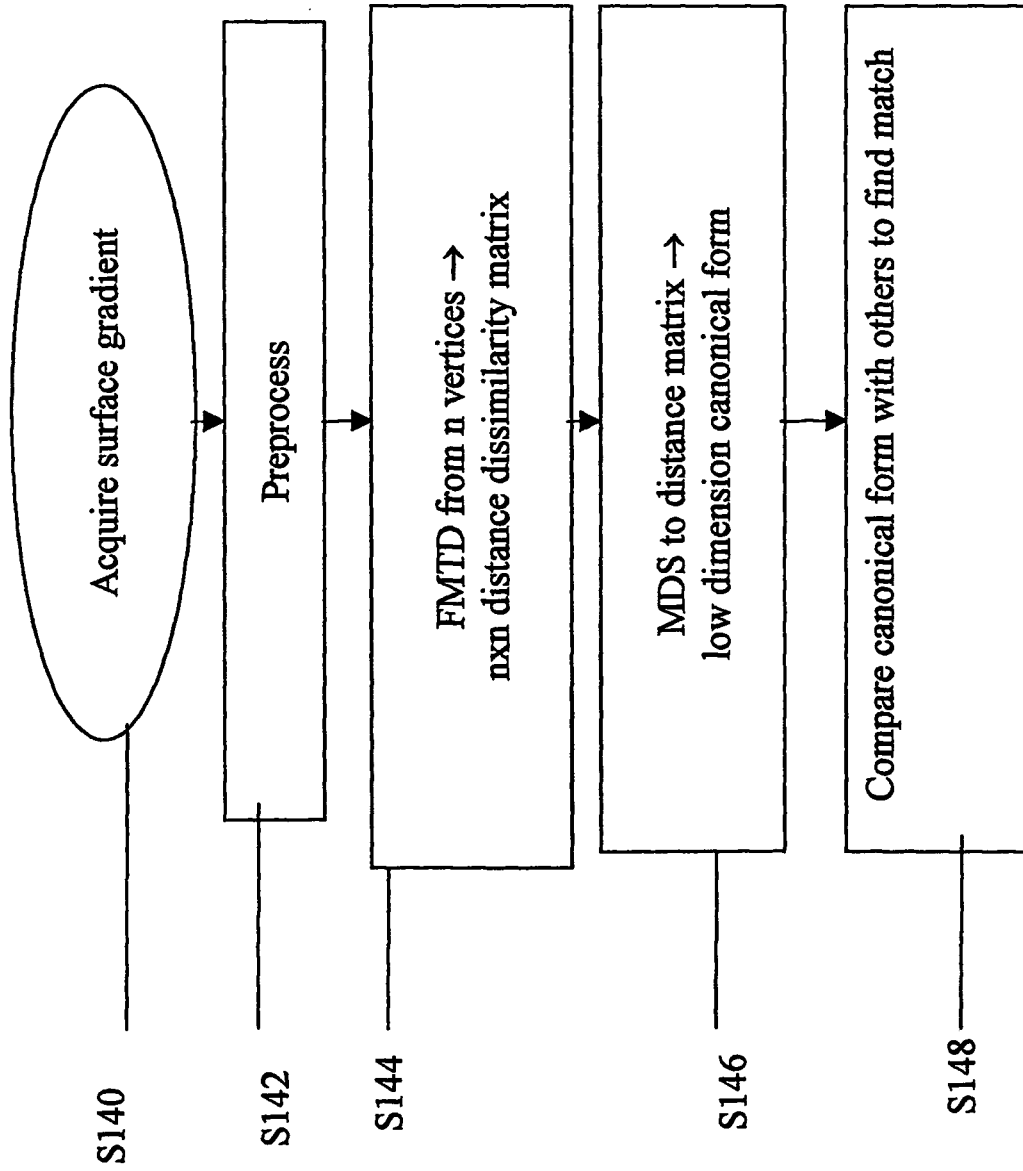 S140
Acquire surface gradient
S142
Preprocess
S144
FMTD from n vertices →
nxn distance dissimilarity matrix
S146
MDS to distance matrix →
low dimension canonical form
S148
Compare canonical form with others to find match